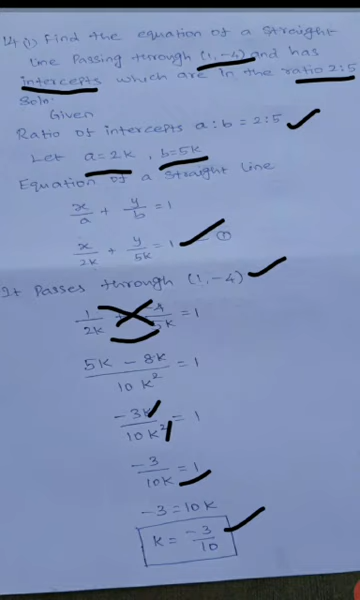 14 (1) Find the equation of a straight
line passing through (1, -4) and has
intercepts which are in the ratio 2:5
Soln:
Given
Ratio of intercepts a:b = 2:5
Let a=2k, b=5k
Equation of a straight line
x/a + y/b = 1
x/2k + y/5k = 1 — ①
It passes through (1, -4)
1/2k + -4/5k = 1
5k - 8k / 10k² = 1
-3k / 10k² = 1
-3/10k = 1
-3 = 10k
k = -3/10